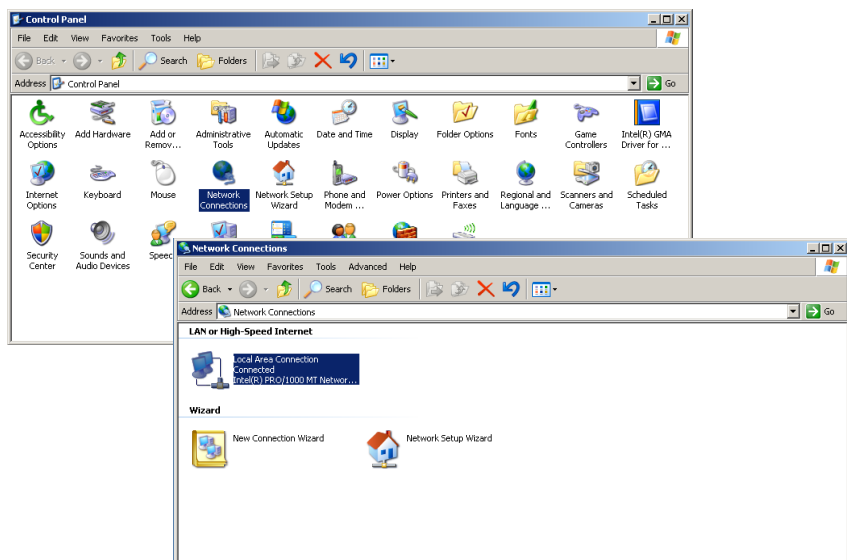 Control Panel
File Edit View Favorites Tools Help
Back Search Folders
Address Control Panel Go
Accessibility Options
Add Hardware
Add or Remov...
Administrative Tools
Automatic Updates
Date and Time
Display
Folder Options
Fonts
Game Controllers
Intel(R) GMA Driver for ...
Internet Options
Keyboard
Mouse
Network Connections
Network Setup Wizard
Phone and Modem ...
Power Options
Printers and Faxes
Regional and Language ...
Scanners and Cameras
Scheduled Tasks
Security Center
Sounds and Audio Devices
Speec
Network Connections
File Edit View Favorites Tools Advanced Help
Back Search Folders
Address Network Connections Go
LAN or High-Speed Internet
Local Area Connection
Connected
Intel(R) PRO/1000 MT Networ...
Wizard
New Connection Wizard
Network Setup Wizard